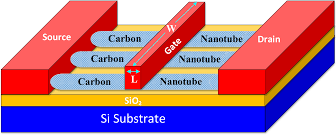 Source
Carbon
Nanotube
Drain
Carbon
Nanotube
Carbon
Nanotube
W
Gate
L
SiO₂
Si Substrate